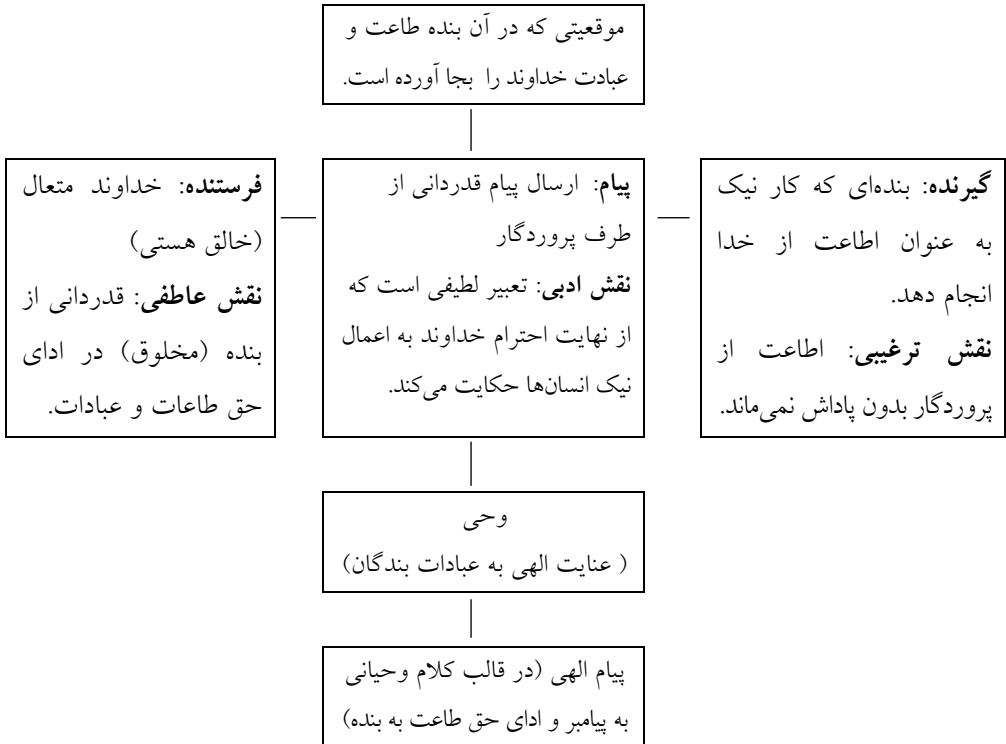 موقعیتی که در آن بنده طاعت و
عبادت خداوند را بجا آورده است.
گیرنده: بنده‌ای که کار نیک
به عنوان اطاعت از خدا
انجام دهد.
نقش ترغیبی: اطاعت از
پروردگار بدون پاداش نمی‌ماند.
پیام: ارسال پیام قدردانی از
طرف پروردگار
نقش ادبی: تعبیر لطیفی است که
از نهایت احترام خداوند به اعمال
نیک انسان‌ها حکایت می‌کند.
فرستنده: خداوند متعال
(خالق هستی)
نقش عاطفی: قدردانی از
بنده (مخلوق) در ادای
حق طاعات و عبادات.
وحی
( عنایت الهی به عبادات بندگان)
پیام الهی (در قالب کلام وحیانی
به پیامبر و ادای حق طاعت به بنده)